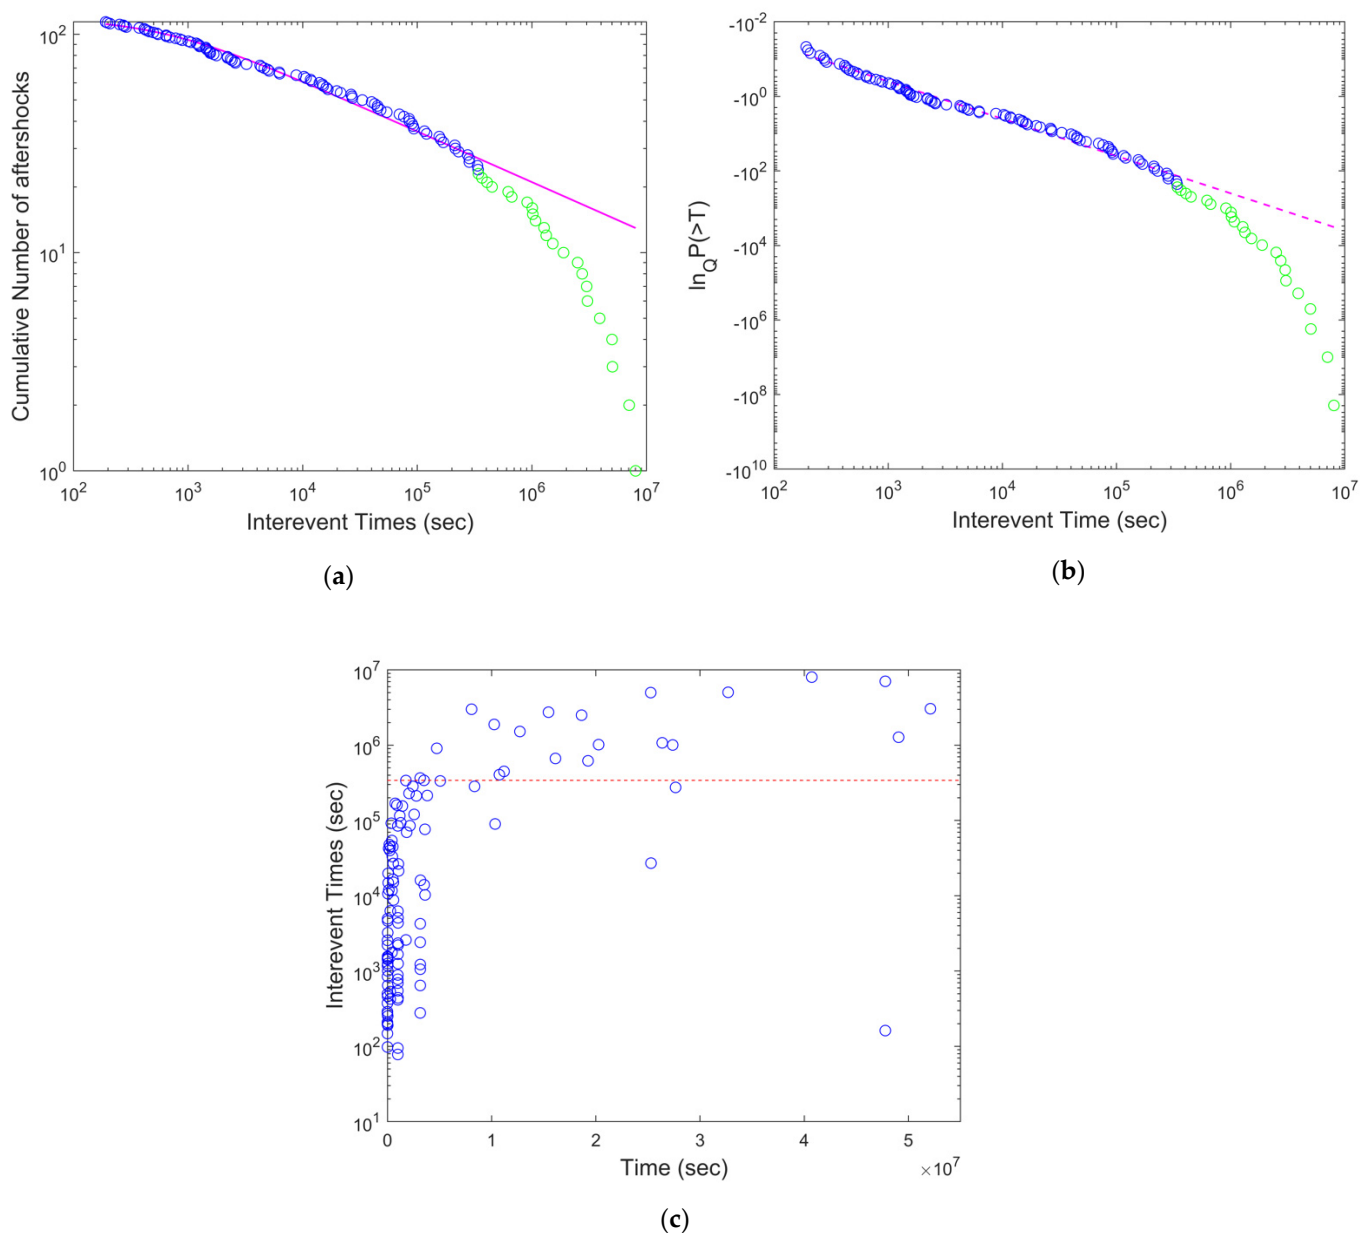 Cumulative Number of aftershocks
10²
10¹
10⁰
10² 10³ 10⁴ 10⁵ 10⁶ 10⁷
Interevent Times (sec)
(a)
lnQP(>T)
-10⁻²
-10⁰
-10²
-10⁴
-10⁶
-10⁸
-10¹⁰
10² 10³ 10⁴ 10⁵ 10⁶ 10⁷
Interevent Time (sec)
(b)
Interevent Times (sec)
10⁷
10⁶
10⁵
10⁴
10³
10²
10¹
0 1 2 3 4 5
×10⁷
Time (sec)
(c)